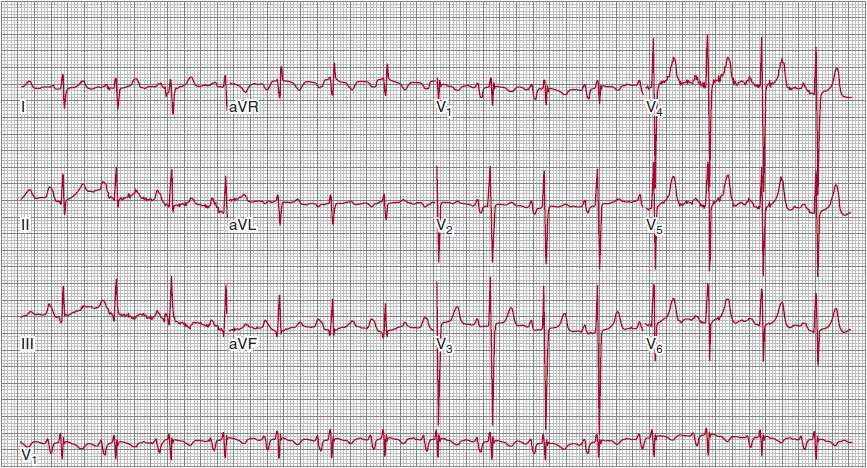 I aVR V₁ V₄
II aVL V₂ V₅
III aVF V₃ V₆
V₁